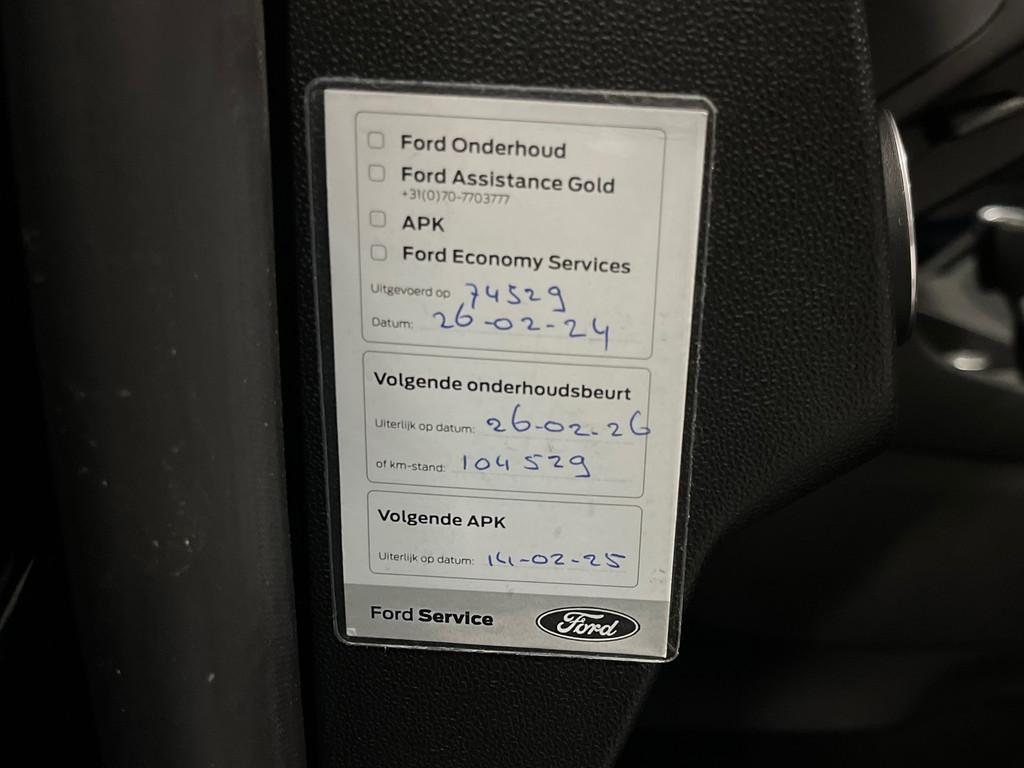 Ford Onderhoud
Ford Assistance Gold
+31(0)70-7703777
APK
Ford Economy Services
Uitgevoerd op 74529
Datum: 26-02-24
Volgende onderhoudsbeurt
Uiterlijk op datum: 26-02-26
of km-stand: 104529
Volgende APK
Uiterlijk op datum: 14-02-25
Ford Service Ford